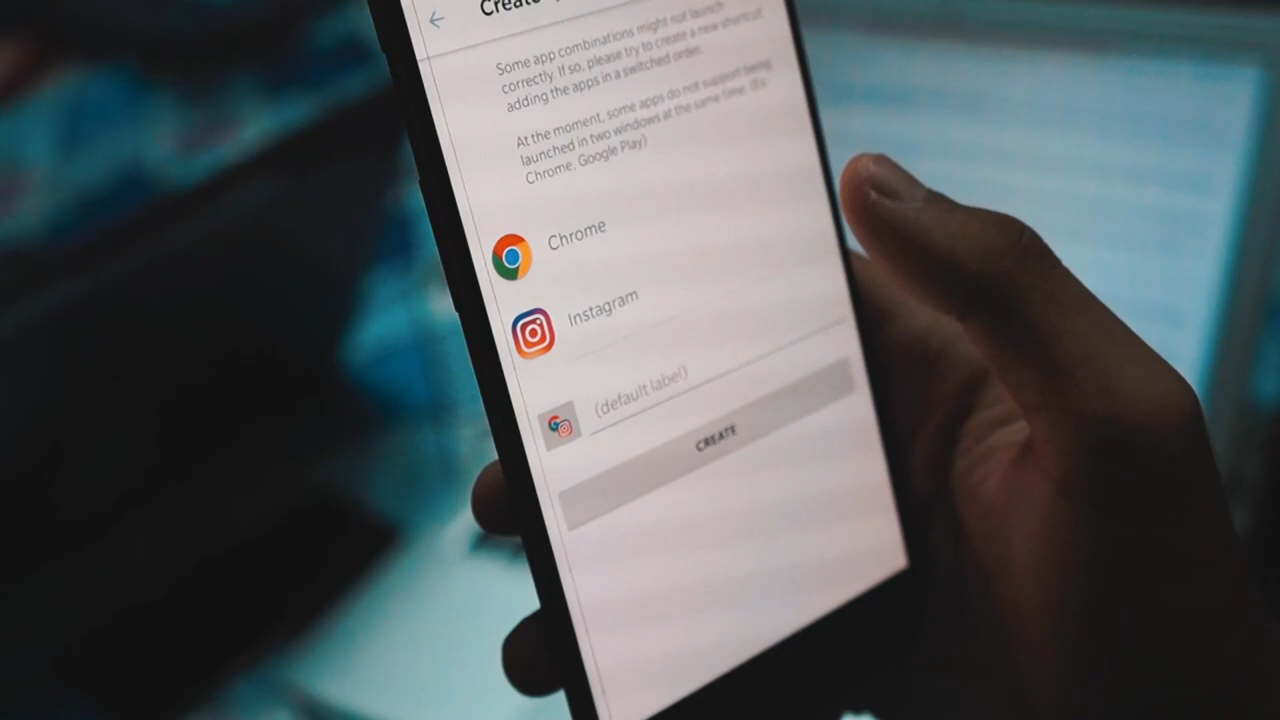 Create
Some app combinations might not launch
correctly. If so, please try to create a new shortcut
adding the apps in a switched order.
At the moment, some apps do not support being
launched in two windows at the same time. (Ex:
Chrome, Google Play)
Chrome
Instagram
(default label)
CREATE